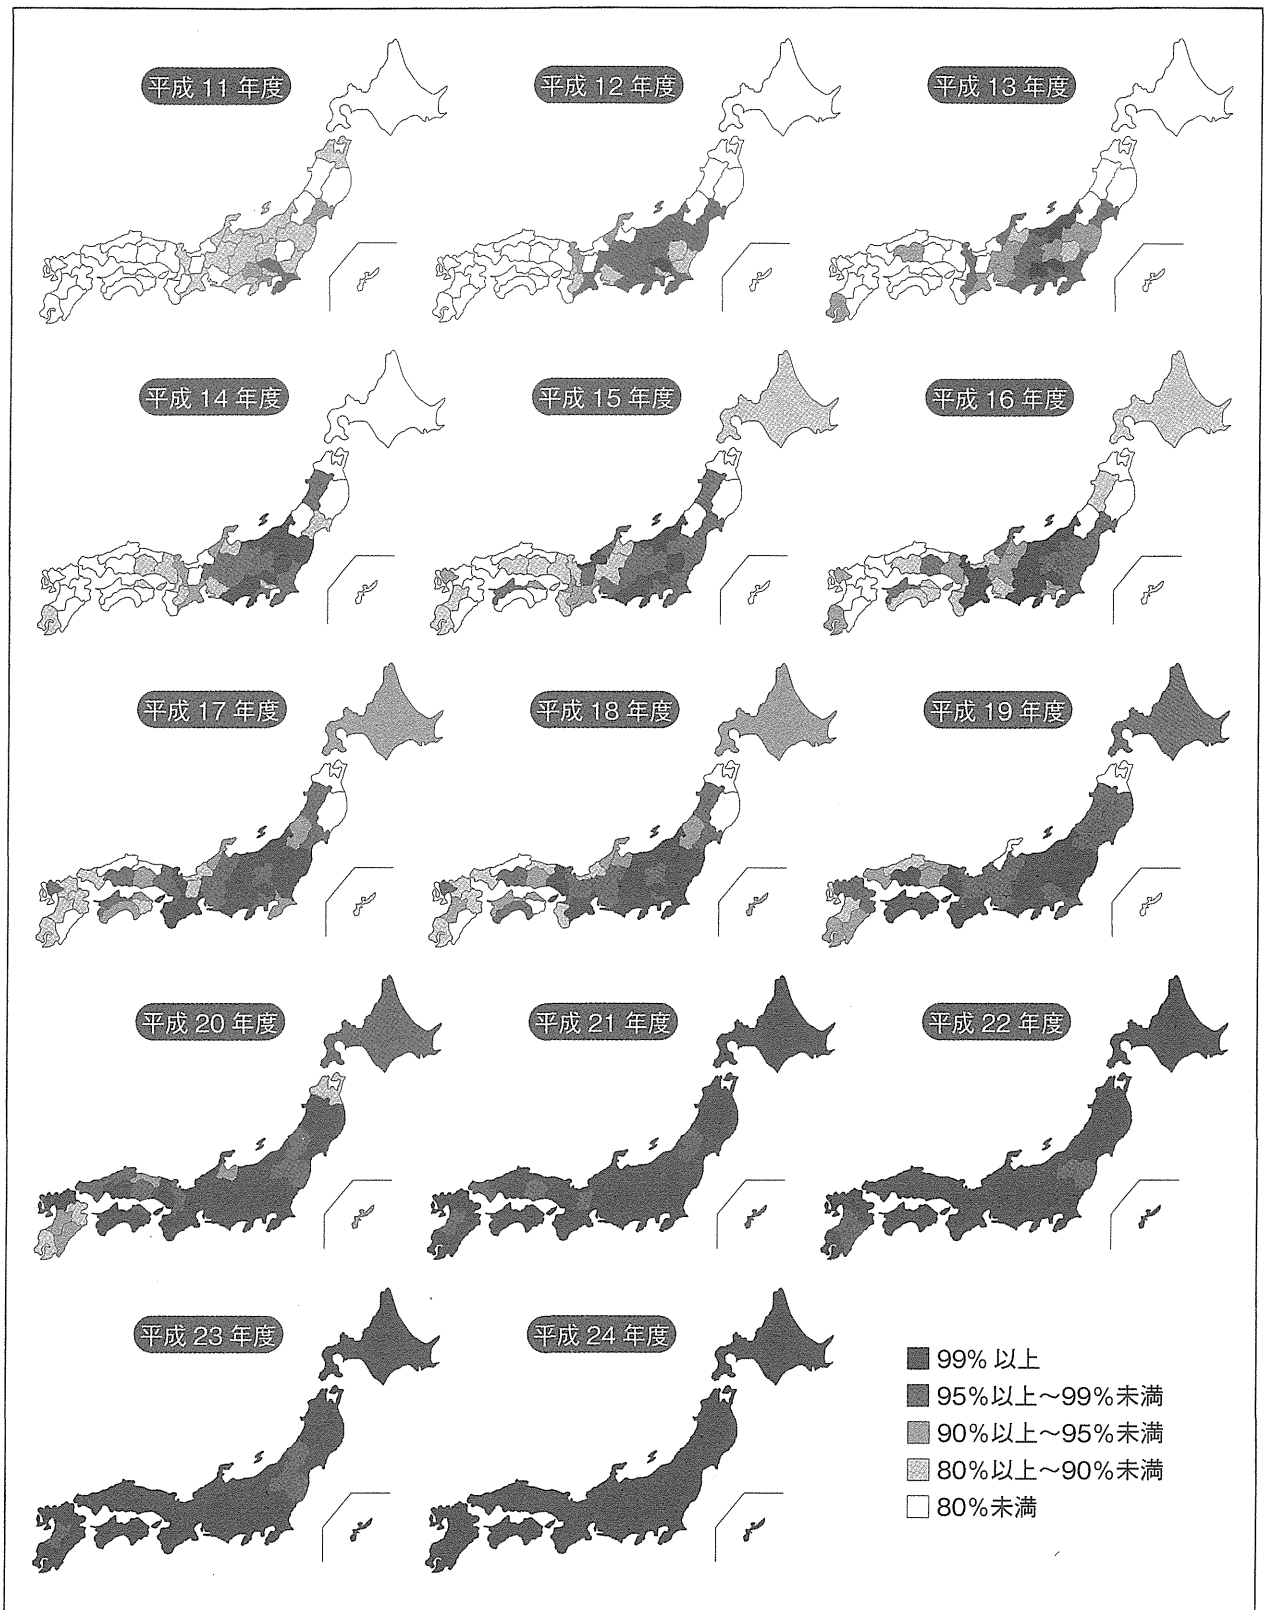 平成 11 年度
平成 12 年度
平成 13 年度
平成 14 年度
平成 15 年度
平成 16 年度
平成 17 年度
平成 18 年度
平成 19 年度
平成 20 年度
平成 21 年度
平成 22 年度
平成 23 年度
平成 24 年度
99% 以上
95%以上～99%未満
90%以上～95%未満
80%以上～90%未満
80%未満